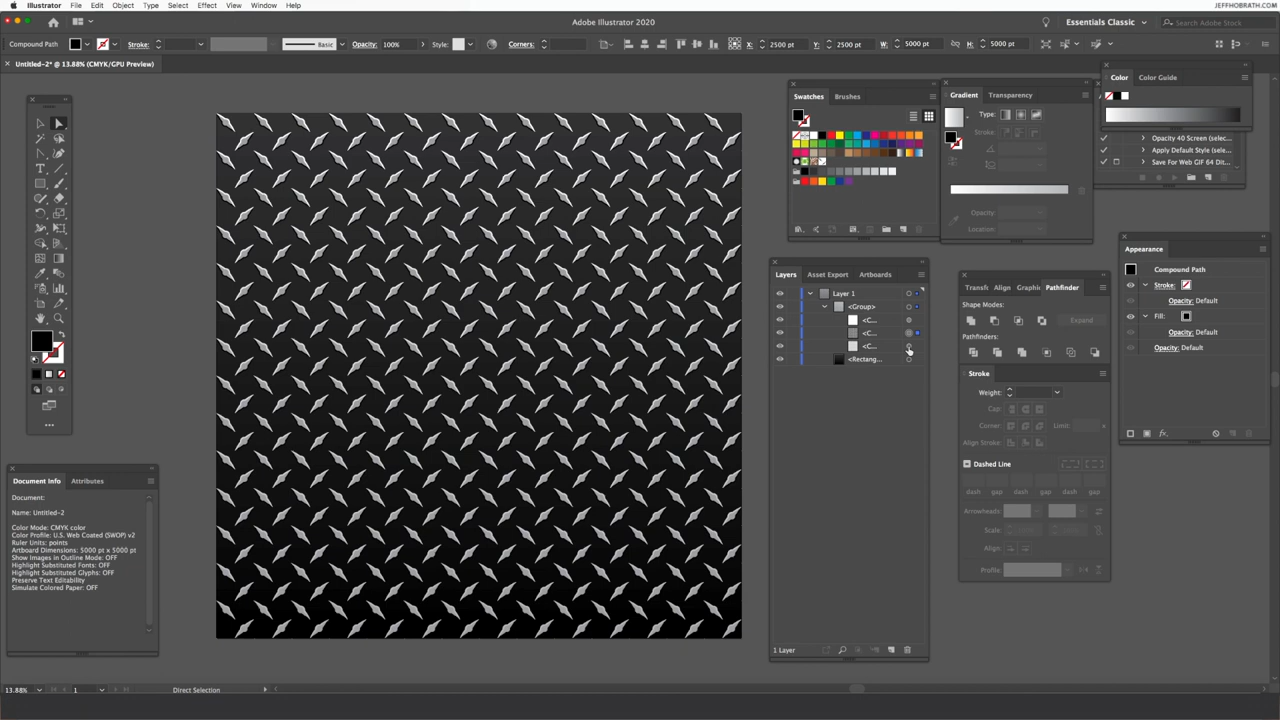 JEFFHOBRATH.COM
Illustrator File Edit Object Type Select Effect View Window Help
Adobe Illustrator 2020
Essentials Classic
Search Adobe Stock
Compound Path Stroke: Basic Opacity: 100% Style: Corners: X: 2500 pt Y: 2500 pt W: 5000 pt H: 5000 pt
Untitled-2* @ 13.88% (CMYK/GPU Preview)
Swatches Brushes
Gradient Transparency
Type:
Stroke:
Opacity:
Location:
Color Color Guide
Opacity 40 Screen (selec...
Apply Default Style (sele...
Save For Web GIF 64 Dit...
Layers Asset Export Artboards
Layer 1
<Group>
<C...
<C...
<C...
<Rectang...
1 Layer
Transf Align Graphic Pathfinder
Shape Modes:
Expand
Pathfinders:
Stroke
Weight:
Cap:
Corner: Limit:
Align Stroke:
Dashed Line
dash gap dash gap dash gap
Arrowheads:
Scale:
Align:
Profile:
Appearance
Compound Path
Stroke:
Opacity: Default
Fill:
Opacity: Default
Opacity: Default
Document Info Attributes
Document:
Name: Untitled-2
Color Mode: CMYK color
Color Profile: U.S. Web Coated (SWOP) v2
Ruler Units: points
Artboard Dimensions: 5000 pt x 5000 pt
Show Images in Outline Mode: OFF
Highlight Substituted Fonts: OFF
Highlight Substituted Glyphs: OFF
Preserve Text Editability
Simulate Colored Paper: OFF
13.88% 1 Direct Selection